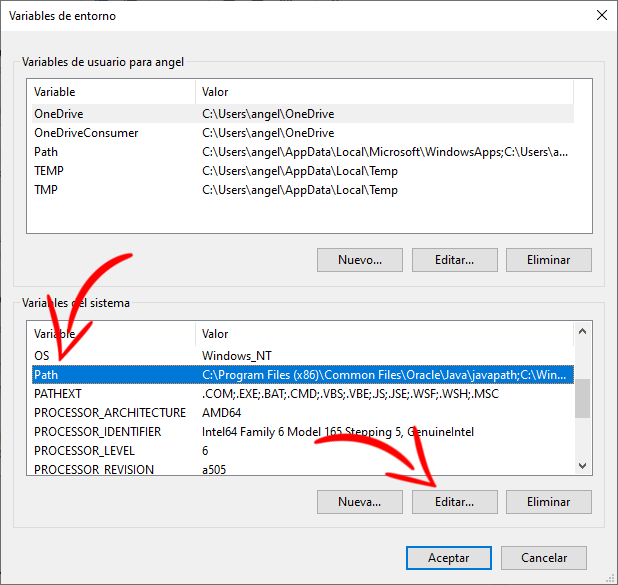 Variables de entorno
Variables de usuario para angel
Variable Valor
OneDrive C:\Users\angel\OneDrive
OneDriveConsumer C:\Users\angel\OneDrive
Path C:\Users\angel\AppData\Local\Microsoft\WindowsApps;C:\Users\a...
TEMP C:\Users\angel\AppData\Local\Temp
TMP C:\Users\angel\AppData\Local\Temp
Nuevo... Editar... Eliminar
Variables del sistema
Variable Valor
OS Windows_NT
Path C:\Program Files (x86)\Common Files\Oracle\Java\javapath;C:\Win...
PATHEXT .COM;.EXE;.BAT;.CMD;.VBS;.VBE;.JS;.JSE;.WSF;.WSH;.MSC
PROCESSOR_ARCHITECTURE AMD64
PROCESSOR_IDENTIFIER Intel64 Family 6 Model 165 Stepping 5, GenuineIntel
PROCESSOR_LEVEL 6
PROCESSOR_REVISION a505
Nueva... Editar... Eliminar
Aceptar Cancelar